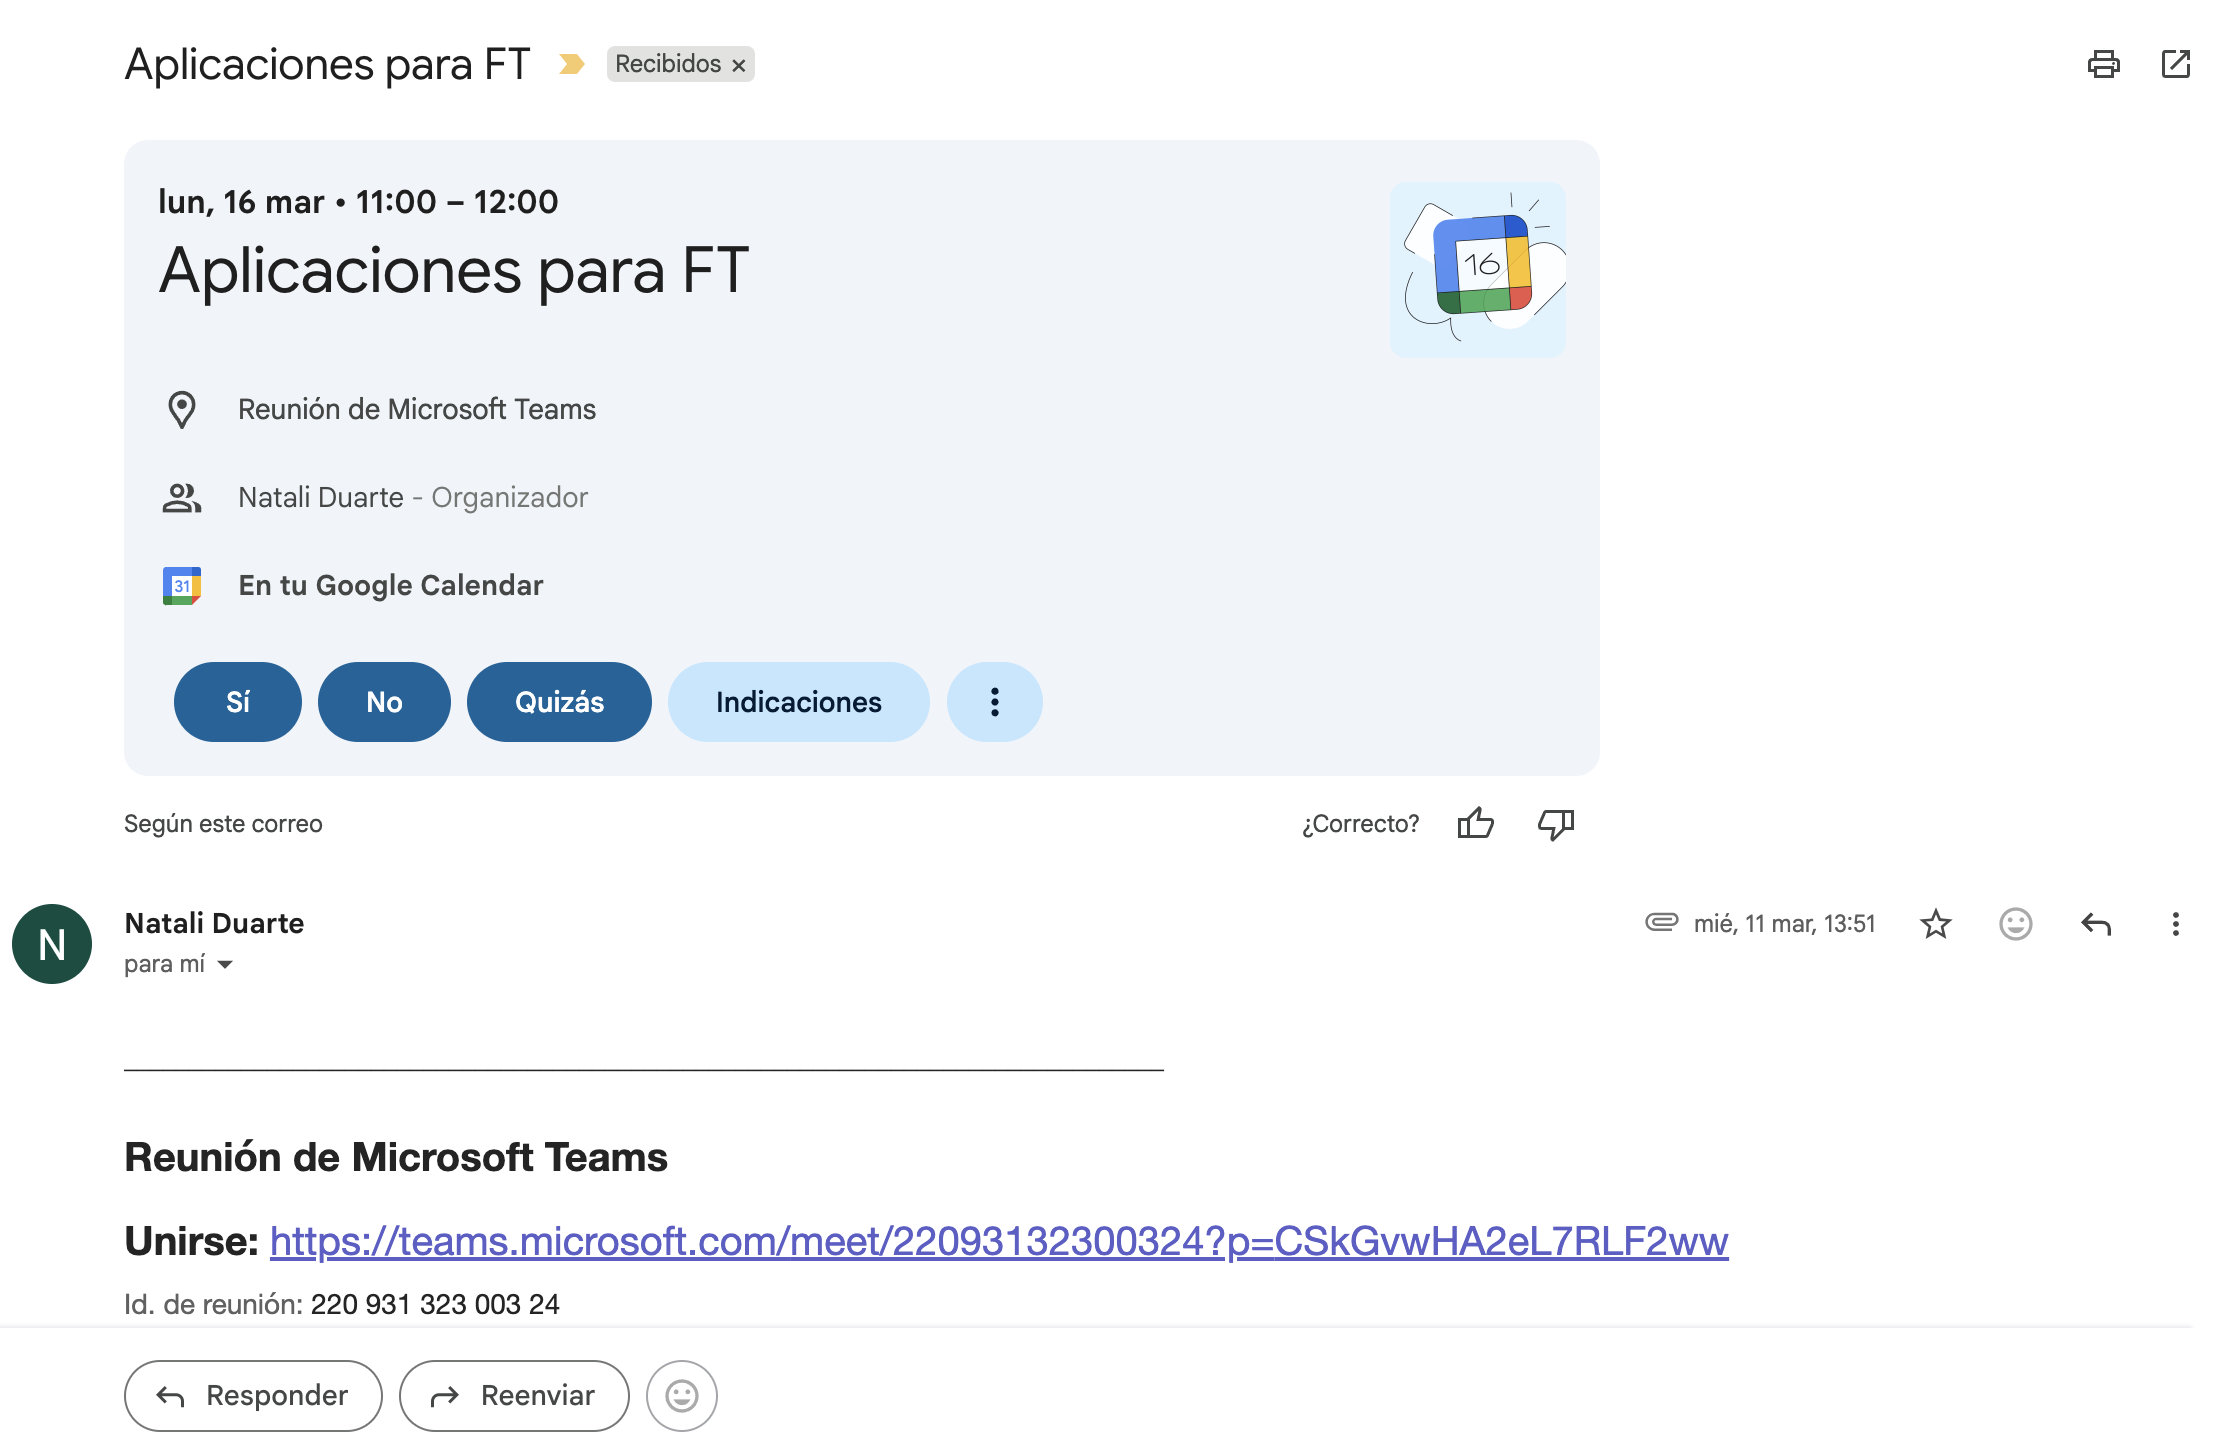 Aplicaciones para FT
Recibidos ×
lun, 16 mar • 11:00 – 12:00
Aplicaciones para FT
16
Reunión de Microsoft Teams
Natali Duarte - Organizador
31
En tu Google Calendar
Sí
No
Quizás
Indicaciones
Según este correo
¿Correcto?
N
Natali Duarte
mié, 11 mar, 13:51
para mí
Reunión de Microsoft Teams
Unirse: https://teams.microsoft.com/meet/22093132300324?p=CSkGvwHA2eL7RLF2ww
Id. de reunión: 220 931 323 003 24
Responder
Reenviar